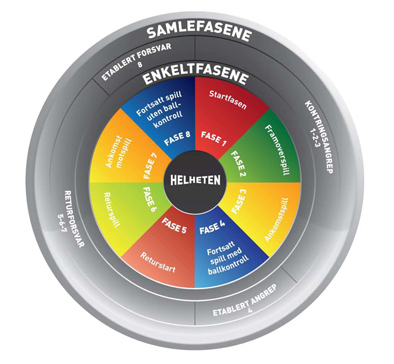 SAMLEFASENE
ETABLERT FORSVAR
8
ENKELTFASENE
KONTRINGSANGREP
1-2-3
Startfasen
FASE 1
Framoverspill
FASE 2
Ankomstspill
FASE 3
Fortsatt
spill med
ballkontroll
FASE 4
Returstart
FASE 5
Returspill
FASE 6
Ankomst
motspill
FASE 7
Fortsatt spill
uten ball-
kontroll
FASE 8
HELHETEN
RETURFORSVAR
5-6-7
ETABLERT ANGREP
4